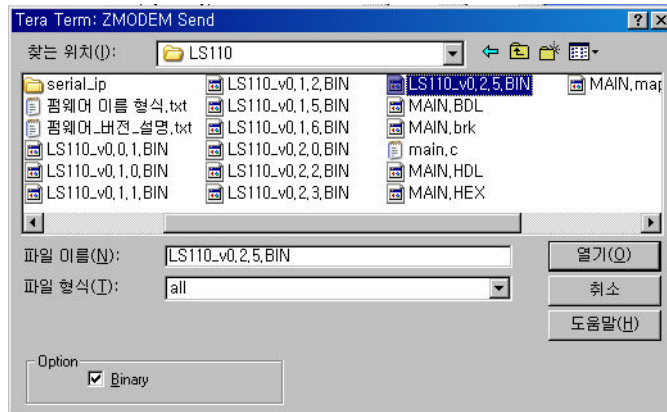 Tera Term: ZMODEM Send
찾는 위치(I): LS110
serial_ip
펌웨어 이름 형식,txt
펌웨어_버전_설명,txt
LS110_v0,0,1,BIN
LS110_v0,1,0,BIN
LS110_v0,1,1,BIN
LS110_v0,1,2,BIN
LS110_v0,1,5,BIN
LS110_v0,1,6,BIN
LS110_v0,2,0,BIN
LS110_v0,2,2,BIN
LS110_v0,2,3,BIN
LS110_v0,2,5,BIN
MAIN,BDL
MAIN,brk
main,c
MAIN,HDL
MAIN,HEX
MAIN,map
파일 이름(N): LS110_v0,2,5,BIN 열기(O)
파일 형식(T): all 취소
도움말(H)
Option
Binary